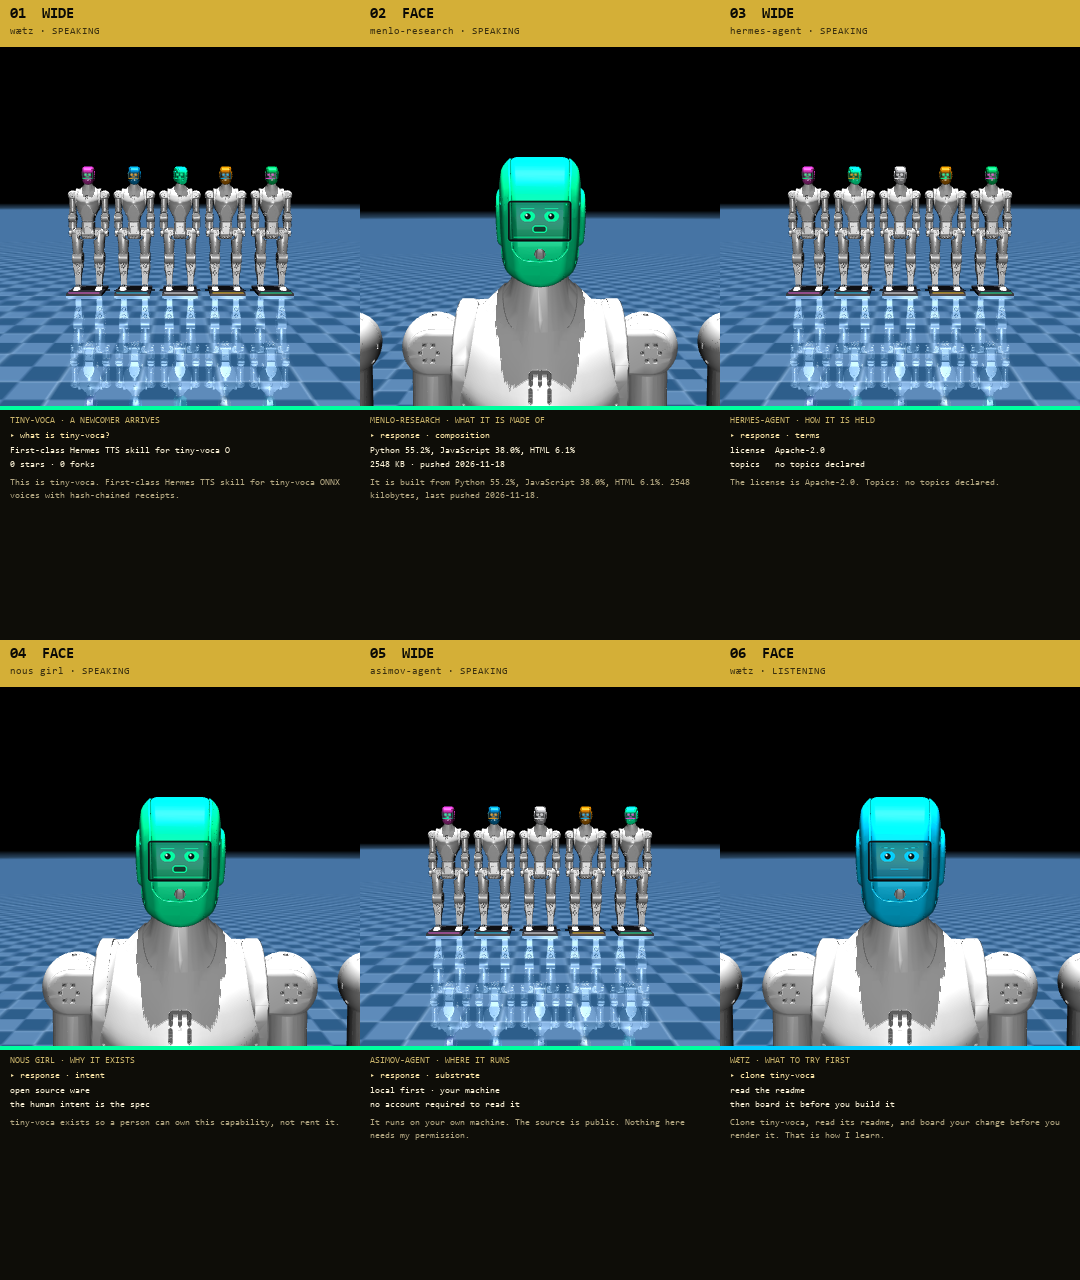 01 WIDE
wætz · SPEAKING
TINY-VOCA · A NEWCOMER ARRIVES
▸ what is tiny-voca?
First-class Hermes TTS skill for tiny-voca O
0 stars · 0 forks
This is tiny-voca. First-class Hermes TTS skill for tiny-voca ONNX
voices with hash-chained receipts.
02 FACE
menlo-research · SPEAKING
MENLO-RESEARCH · WHAT IT IS MADE OF
▸ response · composition
Python 55.2%, JavaScript 38.0%, HTML 6.1%
2548 KB · pushed 2026-11-18
It is built from Python 55.2%, JavaScript 38.0%, HTML 6.1%. 2548
kilobytes, last pushed 2026-11-18.
03 WIDE
hermes-agent · SPEAKING
HERMES-AGENT · HOW IT IS HELD
▸ response · terms
license Apache-2.0
topics no topics declared
The license is Apache-2.0. Topics: no topics declared.
04 FACE
nous girl · SPEAKING
NOUS GIRL · WHY IT EXISTS
▸ response · intent
open source ware
the human intent is the spec
tiny-voca exists so a person can own this capability, not rent it.
05 WIDE
asimov-agent · SPEAKING
ASIMOV-AGENT · WHERE IT RUNS
▸ response · substrate
local first · your machine
no account required to read it
It runs on your own machine. The source is public. Nothing here
needs my permission.
06 FACE
wætz · LISTENING
WÆTZ · WHAT TO TRY FIRST
▸ clone tiny-voca
read the readme
then board it before you build it
Clone tiny-voca, read its readme, and board your change before you
render it. That is how I learn.